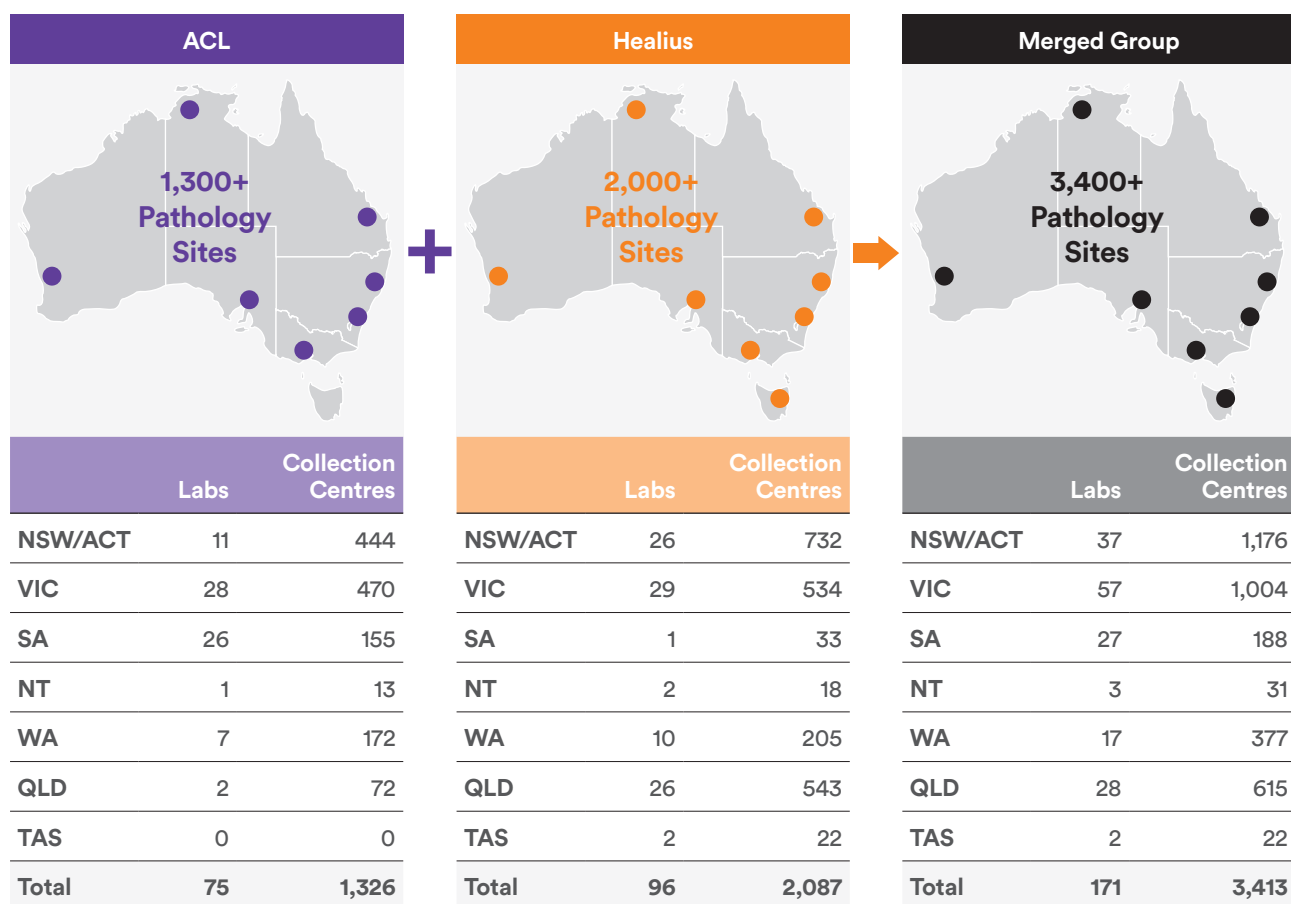 ACL
1,300+
Pathology
Sites
Labs Collection Centres
NSW/ACT 11 444
VIC 28 470
SA 26 155
NT 1 13
WA 7 172
QLD 2 72
TAS 0 0
Total 75 1,326
+
Healius
2,000+
Pathology
Sites
Labs Collection Centres
NSW/ACT 26 732
VIC 29 534
SA 1 33
NT 2 18
WA 10 205
QLD 26 543
TAS 2 22
Total 96 2,087
Merged Group
3,400+
Pathology
Sites
Labs Collection Centres
NSW/ACT 37 1,176
VIC 57 1,004
SA 27 188
NT 3 31
WA 17 377
QLD 28 615
TAS 2 22
Total 171 3,413